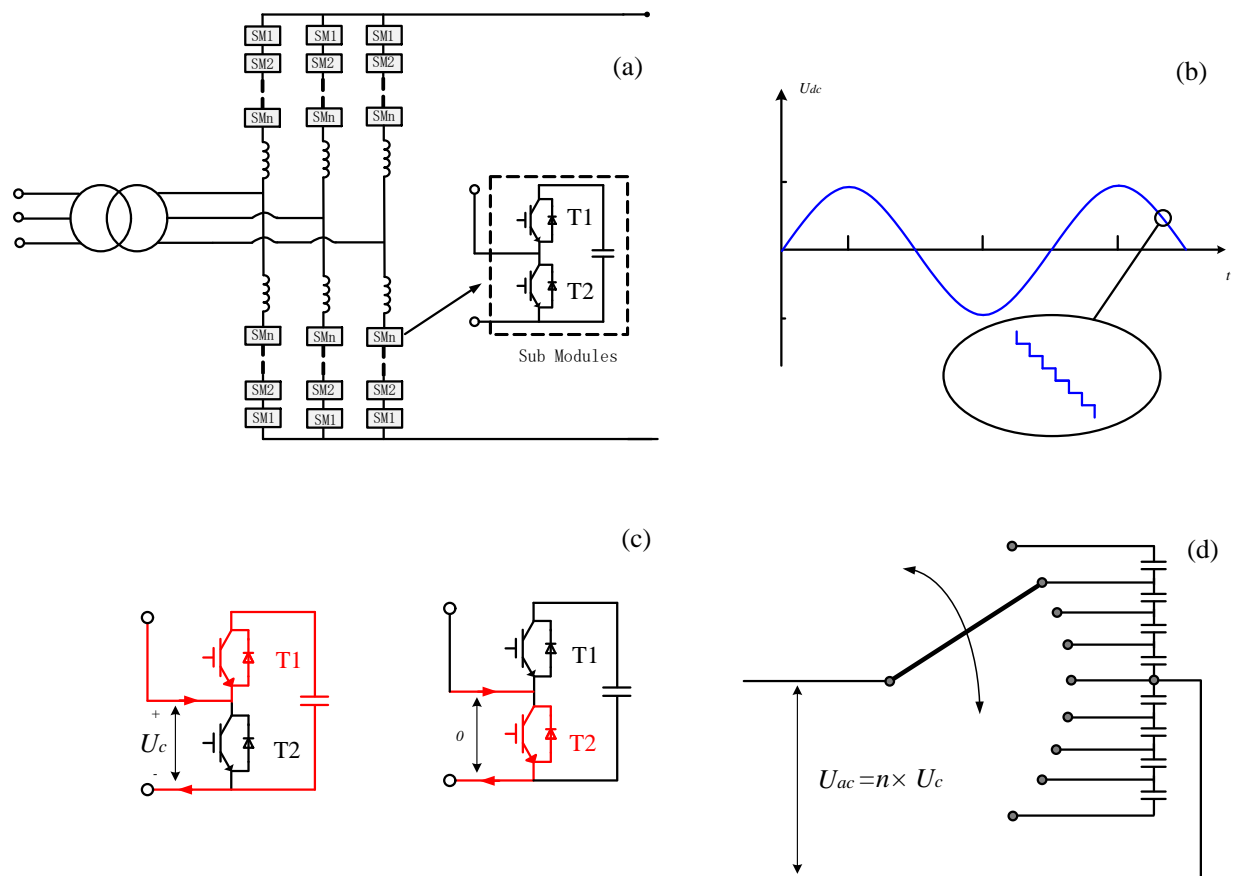 (a)
SM1 SM1 SM1
SM2 SM2 SM2
SMn SMn SMn
T1
T2
SMn SMn SMn
Sub Modules
SM2 SM2 SM2
SM1 SM1 SM1
(b)
Udc
t
(c)
T1
+
Uc
-
T2
T1
0
T2
(d)
Uac=n× Uc